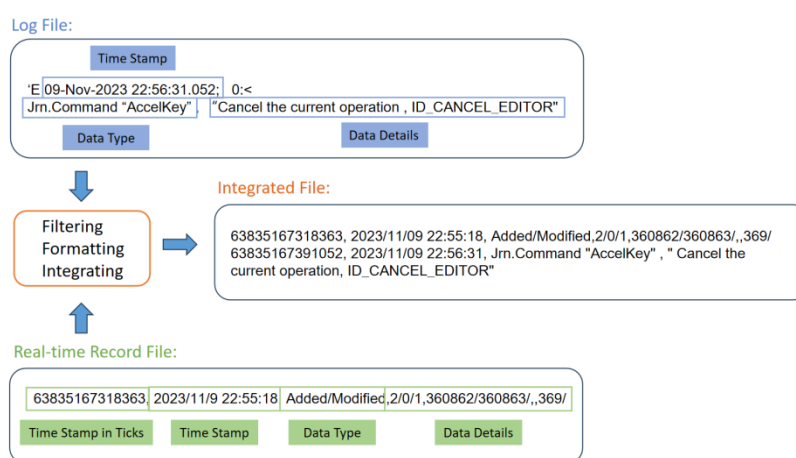 Log File:
Time Stamp
'E 09-Nov-2023 22:56:31.052; 0:<
Jrn.Command "AccelKey" , "Cancel the current operation , ID_CANCEL_EDITOR"
Data Type
Data Details
Integrated File:
Filtering
Formatting
Integrating
63835167318363, 2023/11/09 22:55:18, Added/Modified,2/0/1,360862/360863/,,369/
63835167391052, 2023/11/09 22:56:31, Jrn.Command "AccelKey" , " Cancel the
current operation, ID_CANCEL_EDITOR"
Real-time Record File:
63835167318363, 2023/11/9 22:55:18 Added/Modified,2/0/1,360862/360863/,,369/
Time Stamp in Ticks
Time Stamp
Data Type
Data Details